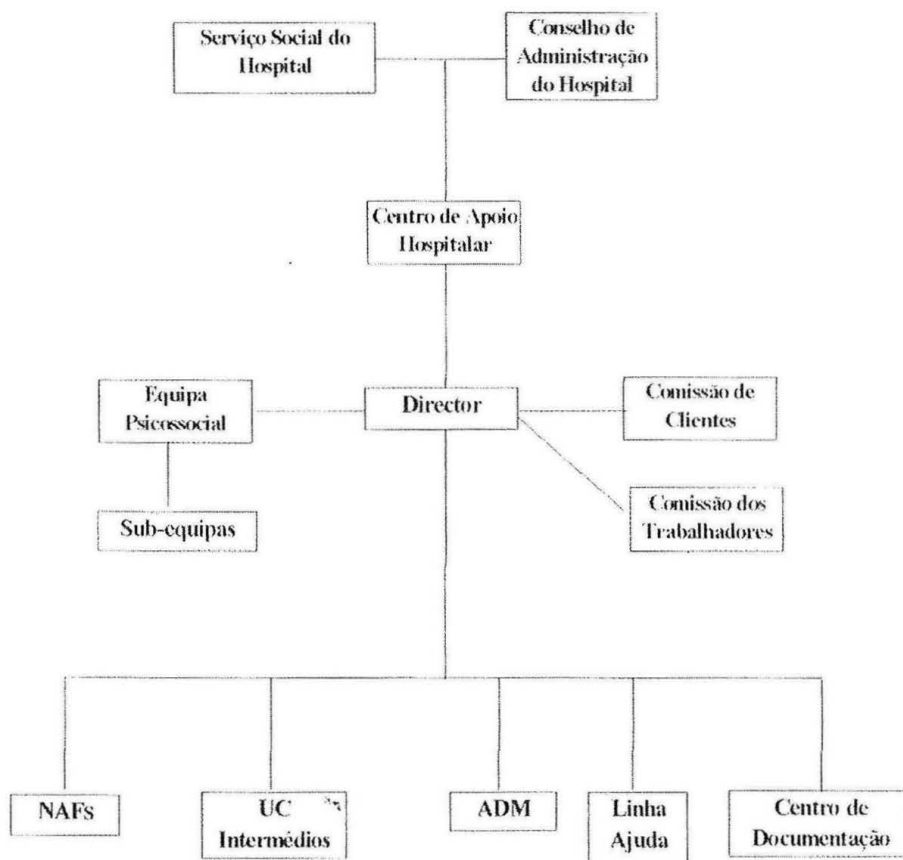 Serviço Social do
Hospital
Conselho de
Administração
do Hospital
Centro de Apoio
Hospitalar
Equipa
Psicossocial
Director
Comissão de
Clientes
Sub-equipas
Comissão dos
Trabalhadores
NAFs
UC
Intermédios
ADM
Linha
Ajuda
Centro de
Documentação